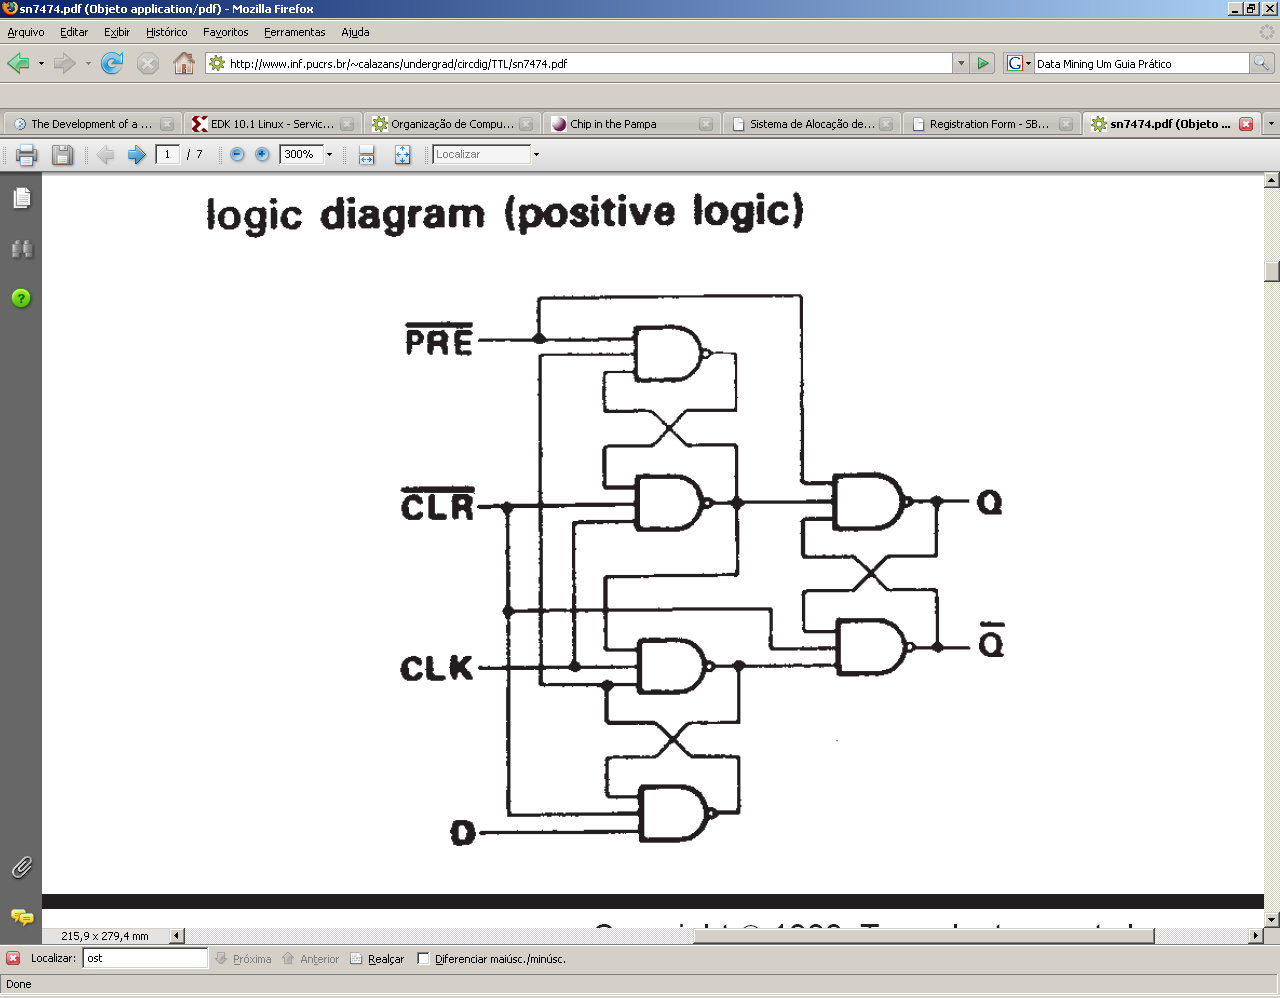 sn7474.pdf (Objeto application/pdf) - Mozilla Firefox
Arquivo Editar Exibir Histórico Favoritos Ferramentas Ajuda
http://www.inf.pucrs.br/~calazans/undergrad/circdig/TTL/sn7474.pdf
G Data Mining Um Guia Prático
The Development of a ... EDK 10.1 Linux - Servic... Organização de Compu... Chip in the Pampa Sistema de Alocação de... Registration Form - SB... sn7474.pdf (Objeto ...
1 / 7 300% Localizar
logic diagram (positive logic)
PRE
CLR
Q
CLK
Q
D
215,9 x 279,4 mm
Localizar: ost Próxima Anterior Realçar Diferenciar maiúsc./minúsc.
Done